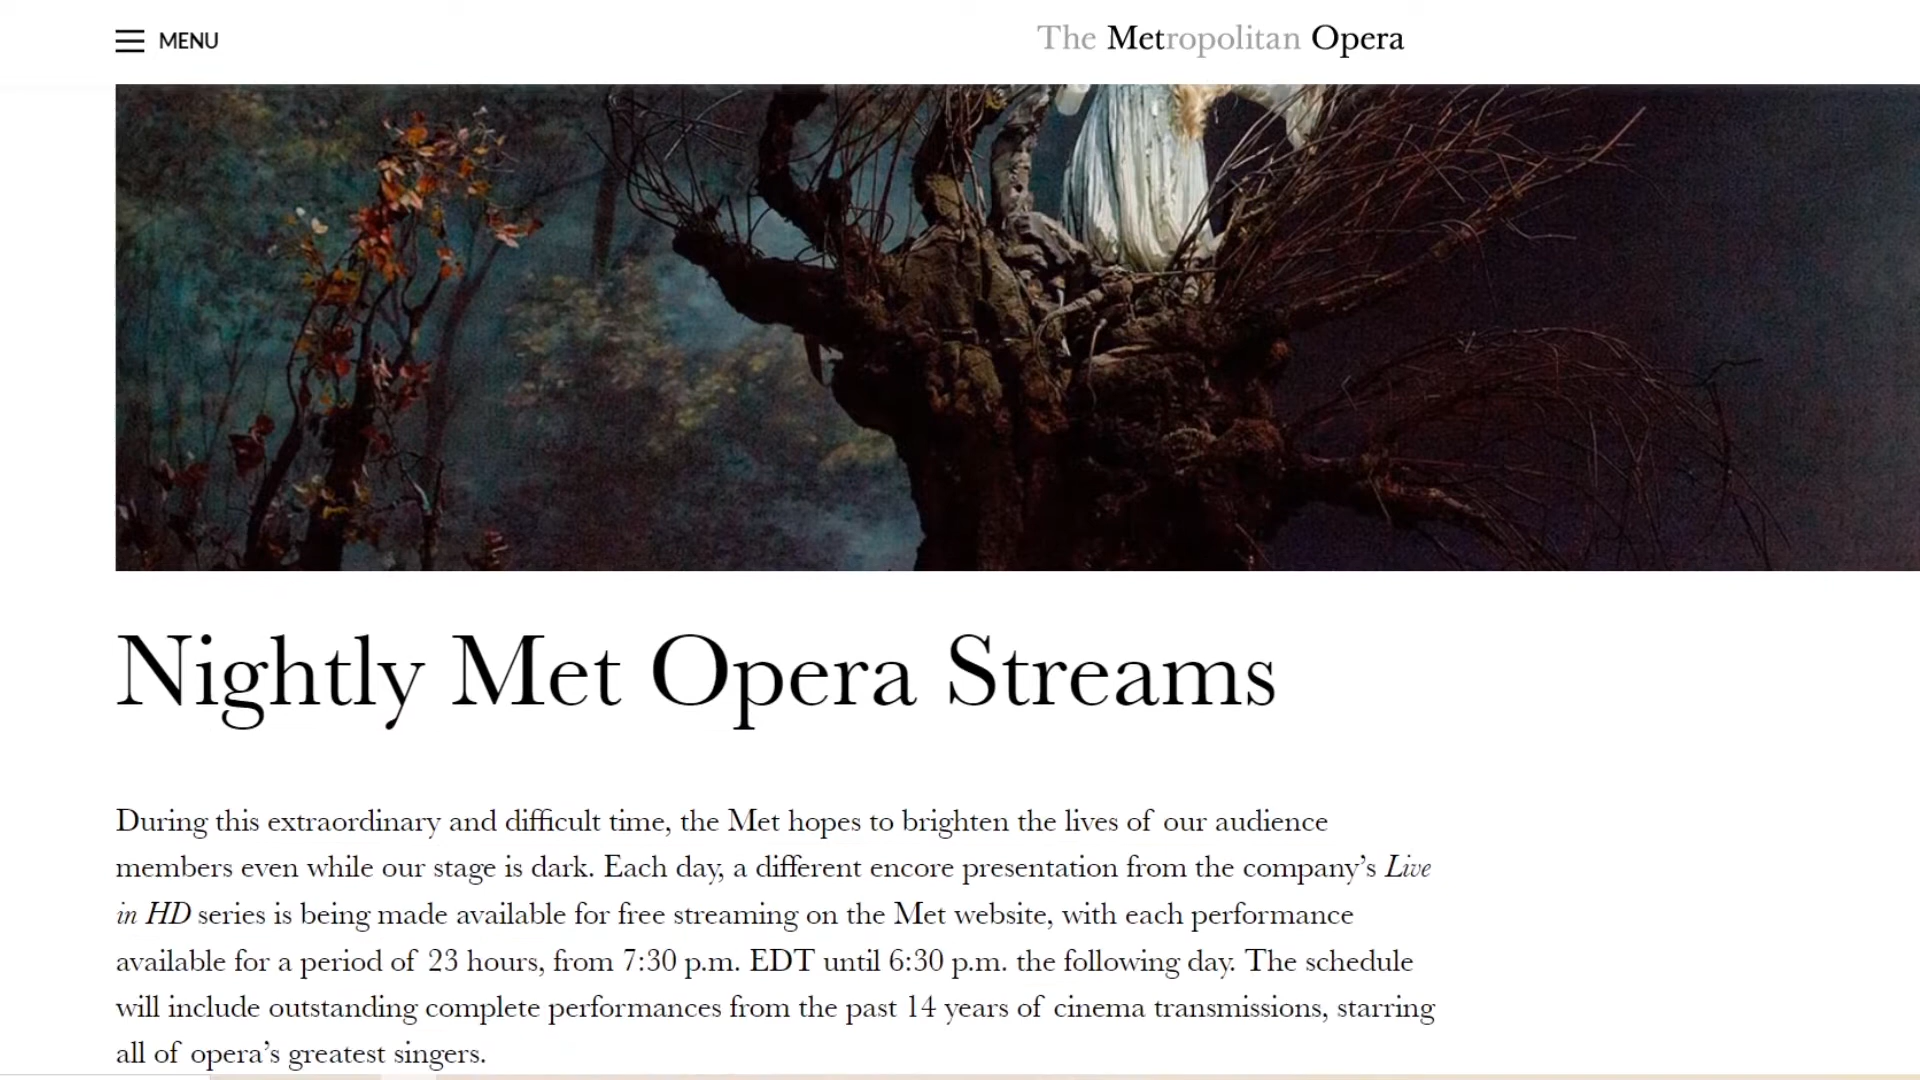 MENU
The Metropolitan Opera
Nightly Met Opera Streams
During this extraordinary and difficult time, the Met hopes to brighten the lives of our audience
members even while our stage is dark. Each day, a different encore presentation from the company’s Live
in HD series is being made available for free streaming on the Met website, with each performance
available for a period of 23 hours, from 7:30 p.m. EDT until 6:30 p.m. the following day. The schedule
will include outstanding complete performances from the past 14 years of cinema transmissions, starring
all of opera’s greatest singers.